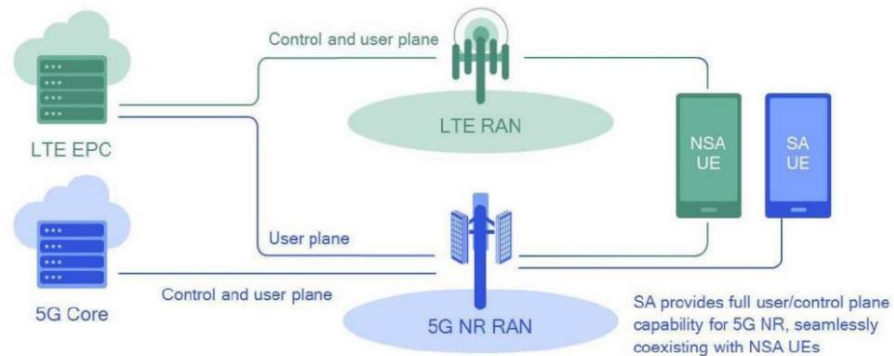 Control and user plane
LTE EPC
LTE RAN
NSA
UE
SA
UE
User plane
Control and user plane
5G Core
5G NR RAN
SA provides full user/control plane
capability for 5G NR, seamlessly
coexisting with NSA UEs